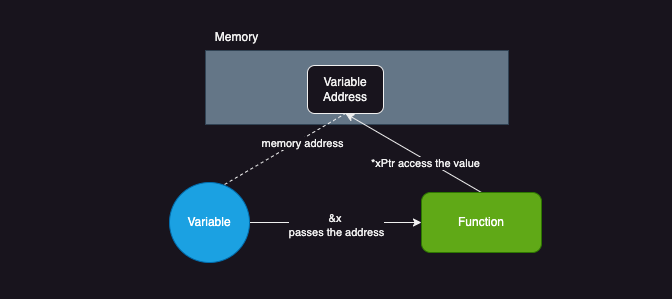 Memory
Variable
Address
memory address
*xPtr access the value
Variable
&x
passes the address
Function